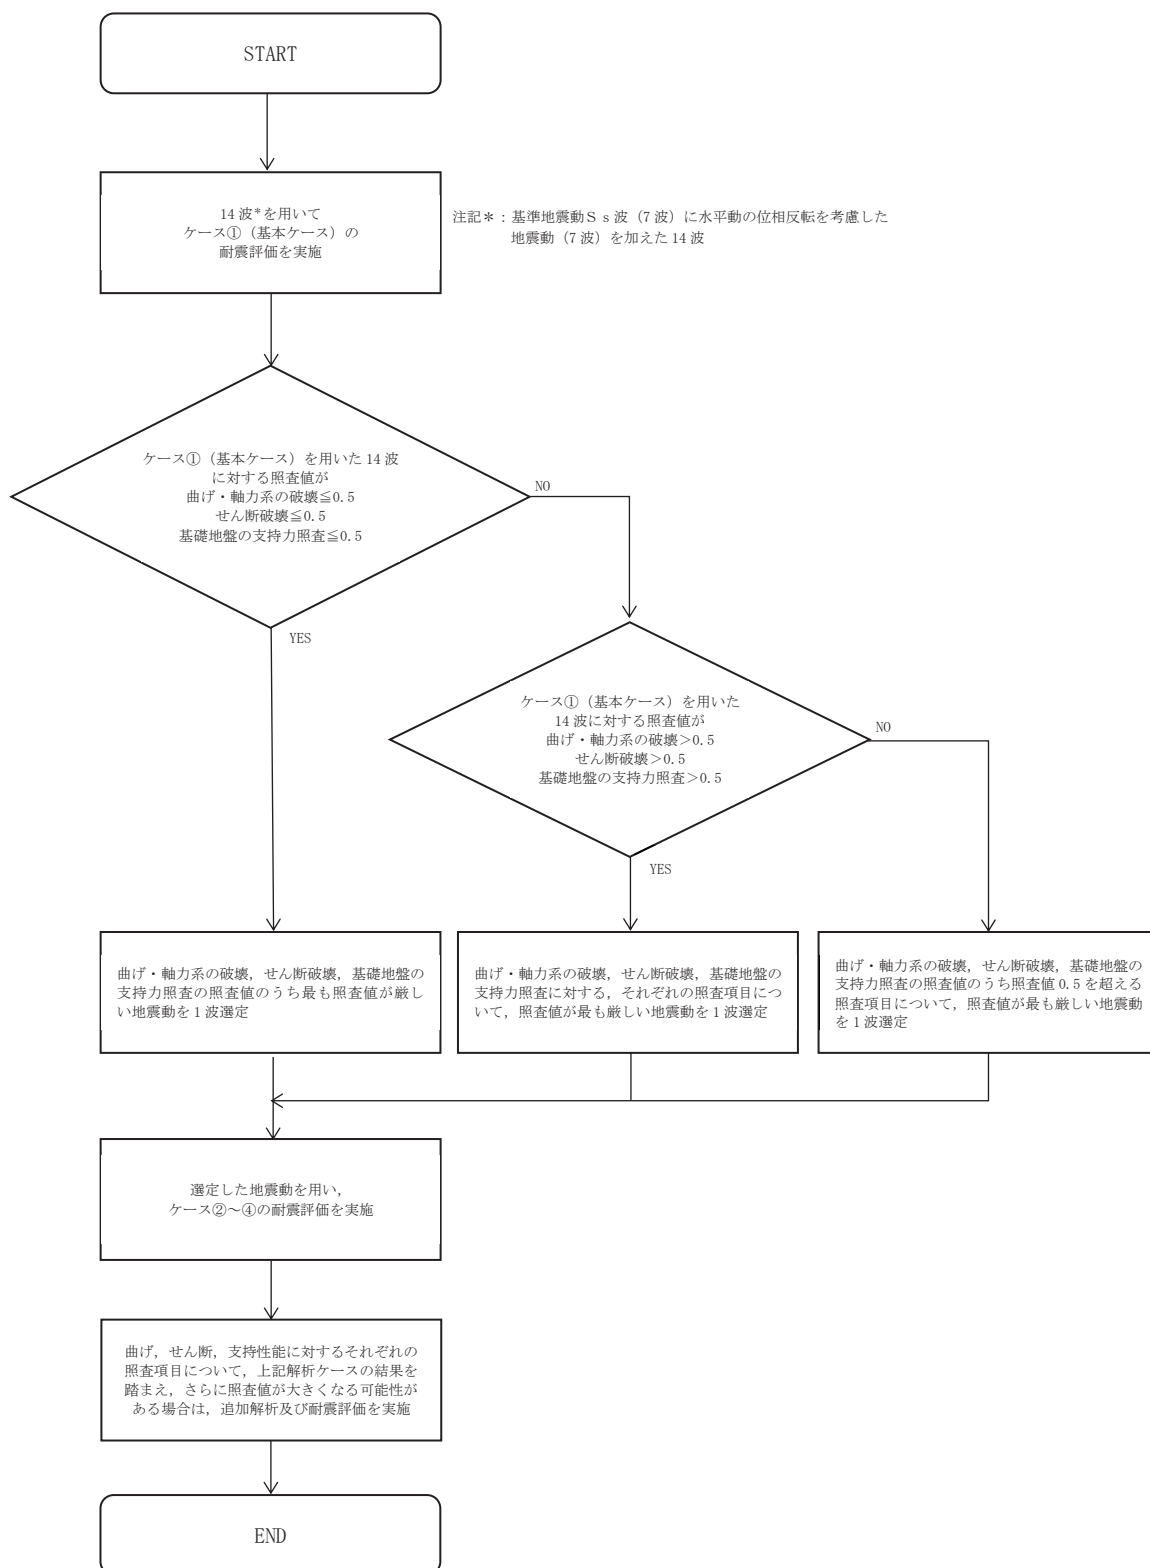 START
14 波*を用いて
ケース①（基本ケース）の
耐震評価を実施
注記＊：基準地震動Ｓｓ波（7 波）に水平動の位相反転を考慮した
地震動（7 波）を加えた 14 波
ケース①（基本ケース）を用いた 14 波
に対する照査値が
曲げ・軸力系の破壊≦0.5
せん断破壊≦0.5
基礎地盤の支持力照査≦0.5
NO
YES
ケース①（基本ケース）を用いた
14 波に対する照査値が
曲げ・軸力系の破壊＞0.5
せん断破壊＞0.5
基礎地盤の支持力照査＞0.5
NO
YES
曲げ・軸力系の破壊，せん断破壊，基礎地盤の
支持力照査の照査値のうち最も照査値が厳し
い地震動を 1 波選定
曲げ・軸力系の破壊，せん断破壊，基礎地盤の
支持力照査に対する，それぞれの照査項目につ
いて，照査値が最も厳しい地震動を 1 波選定
曲げ・軸力系の破壊，せん断破壊，基礎地盤の
支持力照査の照査値のうち照査値 0.5 を超える
照査項目について，照査値が最も厳しい地震動
を 1 波選定
選定した地震動を用い，
ケース②～④の耐震評価を実施
曲げ，せん断，支持性能に対するそれぞれの
照査項目について，上記解析ケースの結果を
踏まえ，さらに照査値が大きくなる可能性が
ある場合は，追加解析及び耐震評価を実施
END